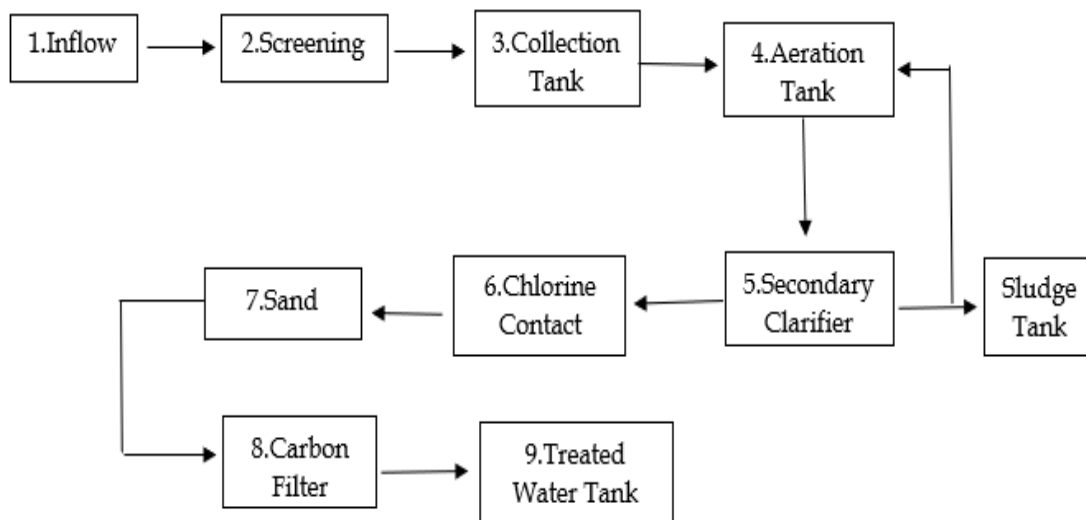 1.Inflow
2.Screening
3.Collection
Tank
4.Aeration
Tank
7.Sand
6.Chlorine
Contact
5.Secondary
Clarifier
Sludge
Tank
8.Carbon
Filter
9.Treated
Water Tank